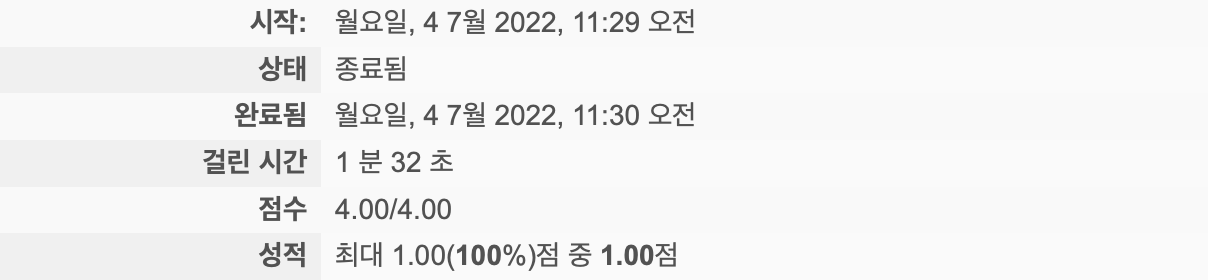 시작: 월요일, 4 7월 2022, 11:29 오전
상태 종료됨
완료됨 월요일, 4 7월 2022, 11:30 오전
걸린 시간 1 분 32 초
점수 4.00/4.00
성적 최대 1.00(100%)점 중 1.00점